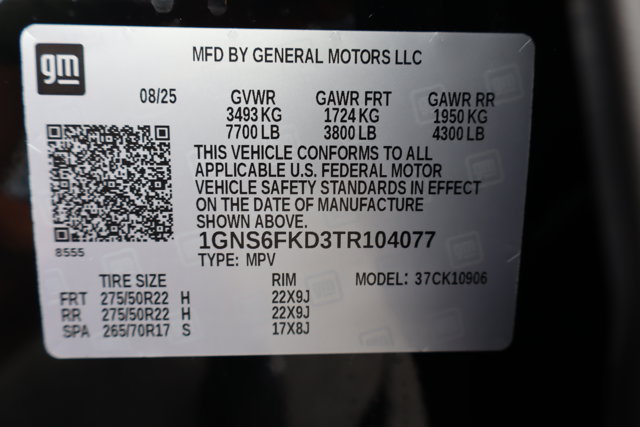 gm
MFD BY GENERAL MOTORS LLC
08/25 GVWR GAWR FRT GAWR RR
3493 KG 1724 KG 1950 KG
7700 LB 3800 LB 4300 LB
THIS VEHICLE CONFORMS TO ALL
APPLICABLE U.S. FEDERAL MOTOR
VEHICLE SAFETY STANDARDS IN EFFECT
ON THE DATE OF MANUFACTURE
SHOWN ABOVE.
1GNS6FKD3TR104077
8555
TYPE: MPV
TIRE SIZE RIM MODEL: 37CK10906
FRT 275/50R22 H 22X9J
RR 275/50R22 H 22X9J
SPA 265/70R17 S 17X8J